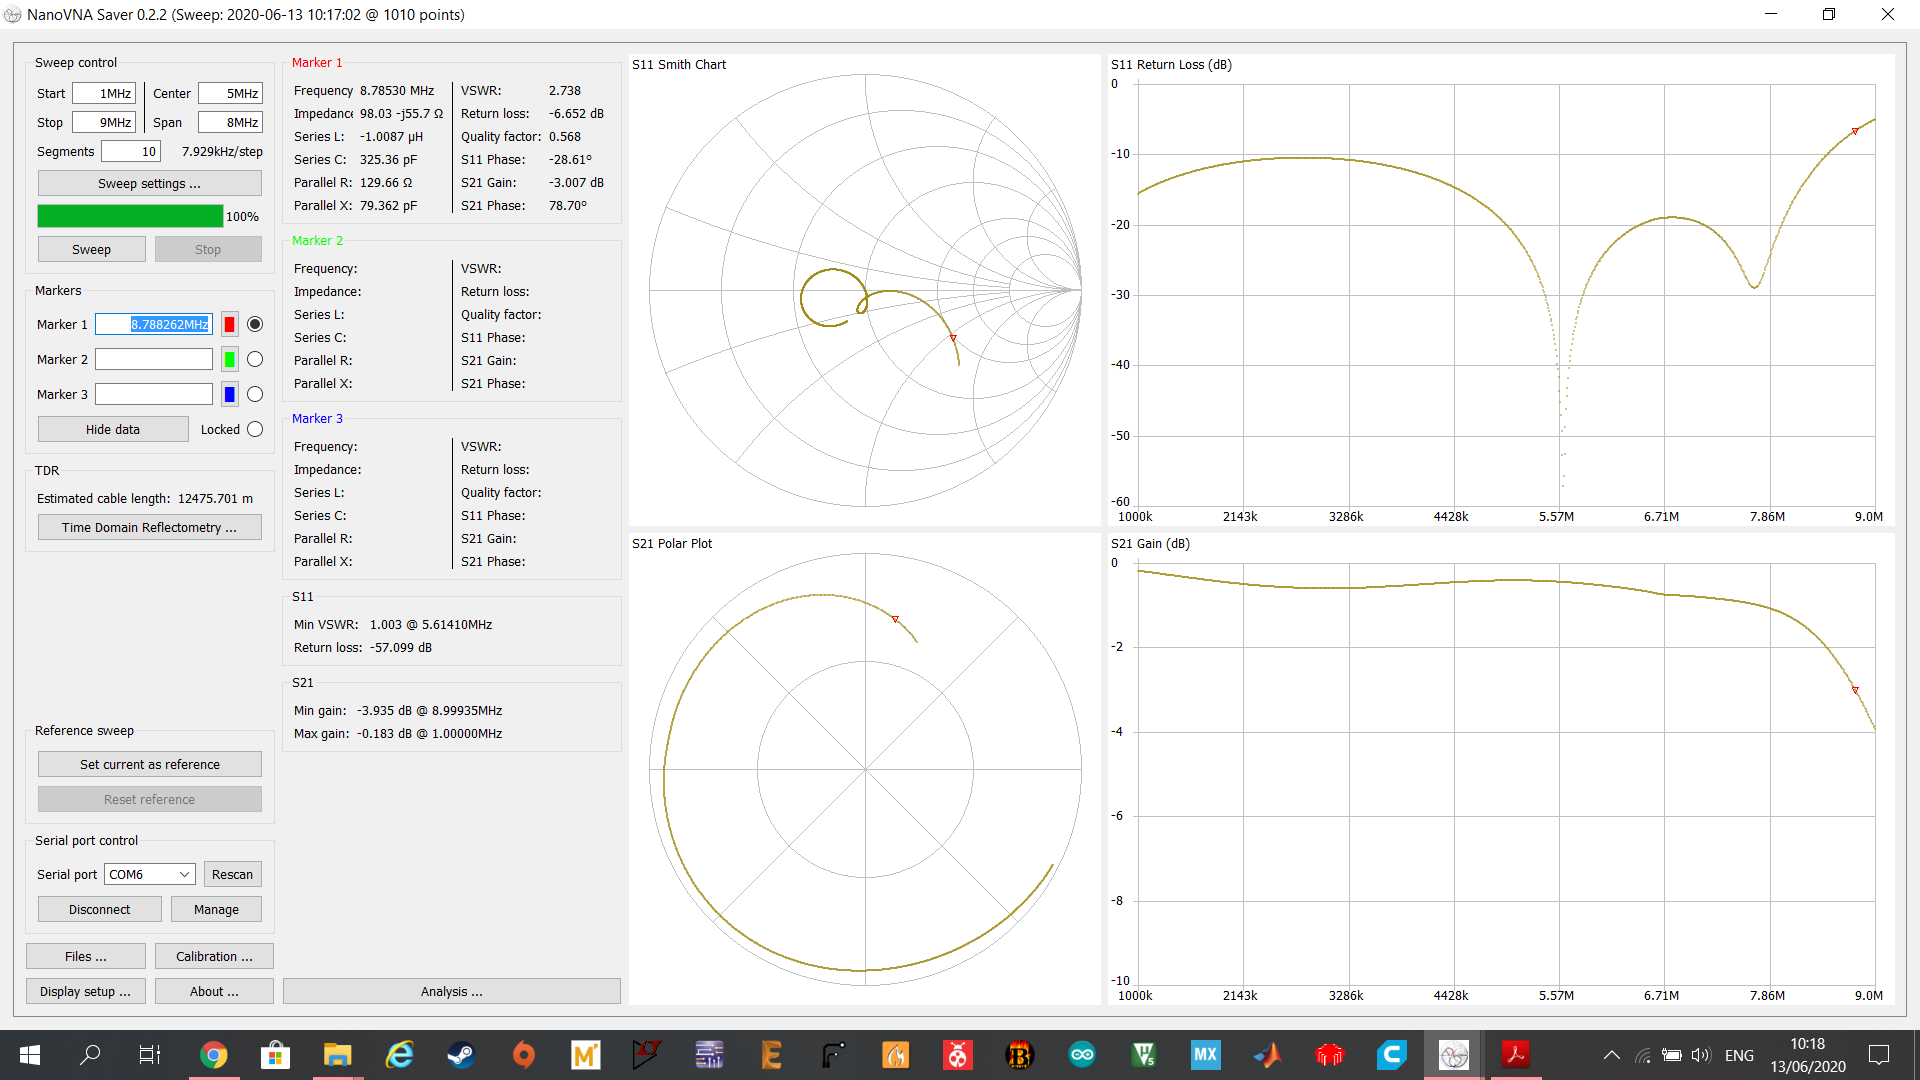 NanoVNA Saver 0.2.2 (Sweep: 2020-06-13 10:17:02 @ 1010 points)
Sweep control
Start 1MHz Center 5MHz
Stop 9MHz Span 8MHz
Segments 10 7.929kHz/step
Sweep settings ...
100%
Sweep Stop
Markers
Marker 1 8.788262MHz
Marker 2
Marker 3
Hide data Locked
TDR
Estimated cable length: 12475.701 m
Time Domain Reflectometry ...
Reference sweep
Set current as reference
Reset reference
Serial port control
Serial port COM6 Rescan
Disconnect Manage
Files ... Calibration ...
Display setup ... About ...
Marker 1
Frequency 8.78530 MHz VSWR: 2.738
Impedance 98.03 -j55.7 Ω Return loss: -6.652 dB
Series L: -1.0087 µH Quality factor: 0.568
Series C: 325.36 pF S11 Phase: -28.61°
Parallel R: 129.66 Ω S21 Gain: -3.007 dB
Parallel X: 79.362 pF S21 Phase: 78.70°
Marker 2
Frequency: VSWR:
Impedance: Return loss:
Series L: Quality factor:
Series C: S11 Phase:
Parallel R: S21 Gain:
Parallel X: S21 Phase:
Marker 3
Frequency: VSWR:
Impedance: Return loss:
Series L: Quality factor:
Series C: S11 Phase:
Parallel R: S21 Gain:
Parallel X: S21 Phase:
S11
Min VSWR: 1.003 @ 5.61410MHz
Return loss: -57.099 dB
S21
Min gain: -3.935 dB @ 8.99935MHz
Max gain: -0.183 dB @ 1.00000MHz
Analysis ...
S11 Smith Chart
S11 Return Loss (dB)
0
-10
-20
-30
-40
-50
-60
1000k 2143k 3286k 4428k 5.57M 6.71M 7.86M 9.0M
S21 Polar Plot
S21 Gain (dB)
0
-2
-4
-6
-8
-10
1000k 2143k 3286k 4428k 5.57M 6.71M 7.86M 9.0M
ENG
10:18
13/06/2020